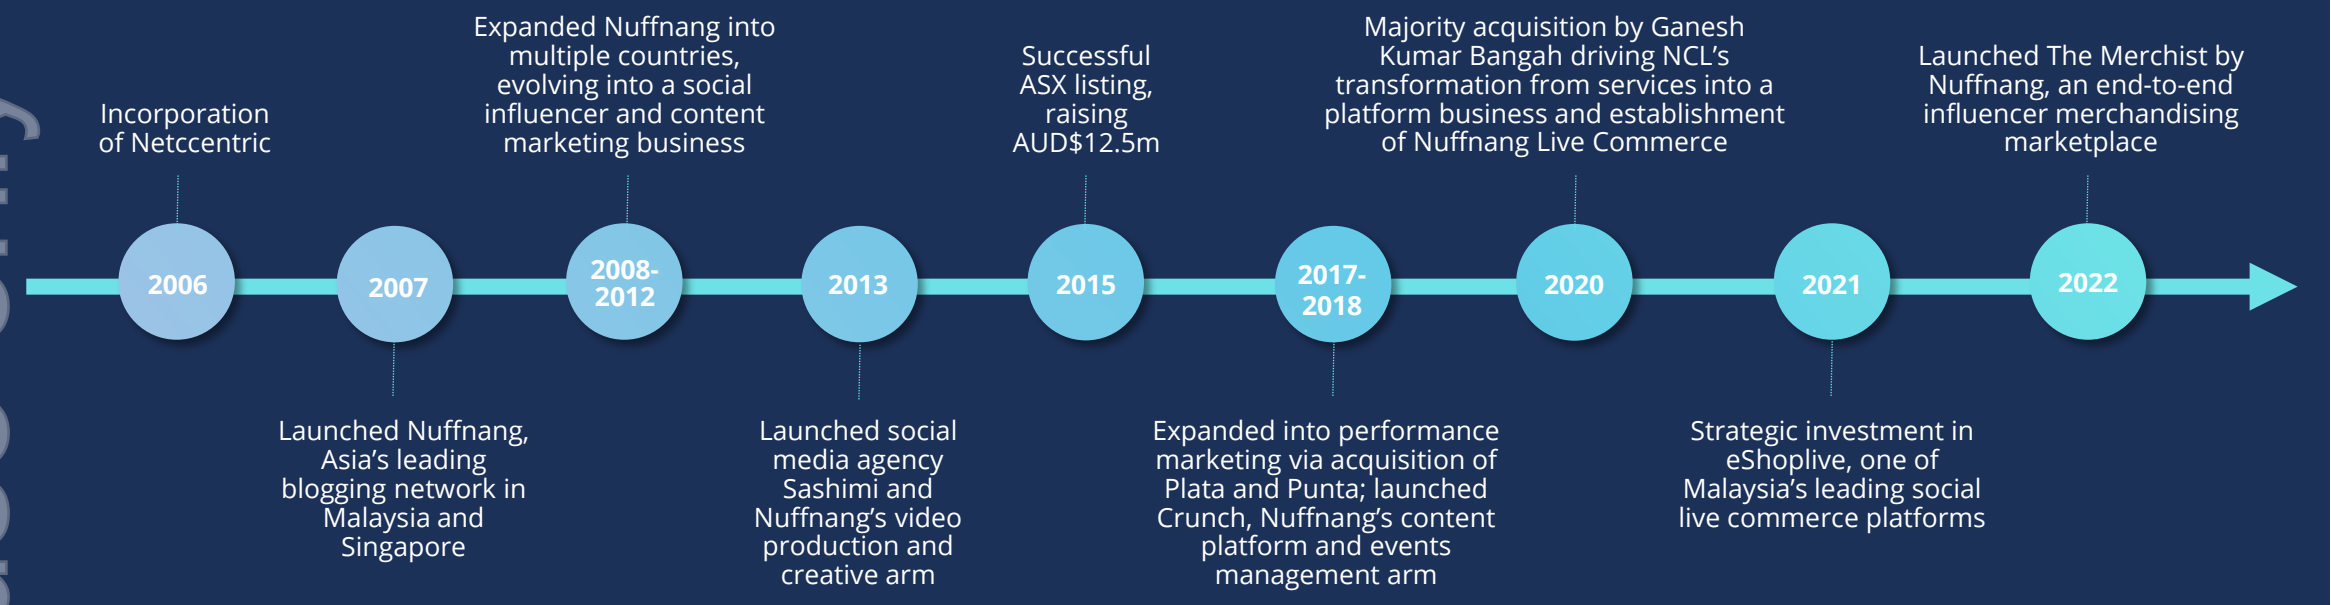 Incorporation
of Netccentric
2006
2007
Launched Nuffnang,
Asia’s leading
blogging network in
Malaysia and
Singapore
Expanded Nuffnang into
multiple countries,
evolving into a social
influencer and content
marketing business
2008-
2012
2013
Launched social
media agency
Sashimi and
Nuffnang’s video
production and
creative arm
Successful
ASX listing,
raising
AUD$12.5m
2015
2017-
2018
Expanded into performance
marketing via acquisition of
Plata and Punta; launched
Crunch, Nuffnang’s content
platform and events
management arm
Majority acquisition by Ganesh
Kumar Bangah driving NCL’s
transformation from services into a
platform business and establishment
of Nuffnang Live Commerce
2020
2021
Strategic investment in
eShoplive, one of
Malaysia’s leading social
live commerce platforms
Launched The Merchist by
Nuffnang, an end-to-end
influencer merchandising
marketplace
2022